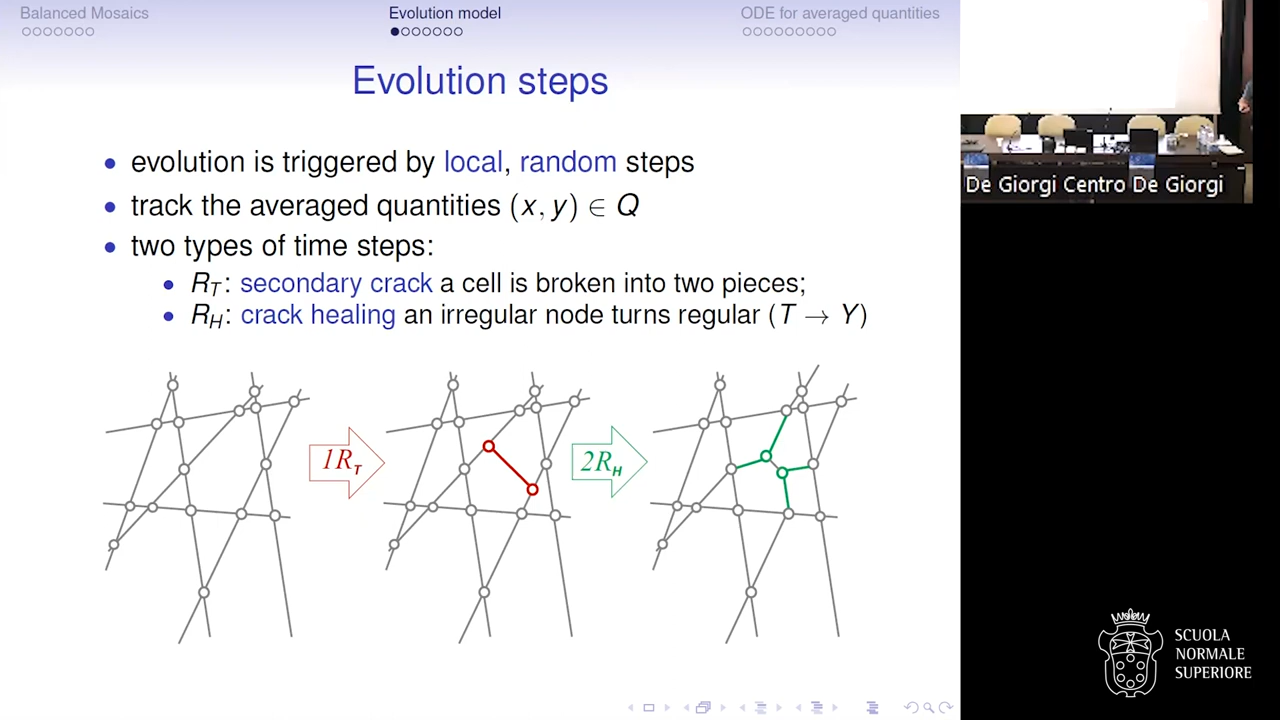 Balanced Mosaics
Evolution model
ODE for averaged quantities
Evolution steps
• evolution is triggered by local, random steps
• track the averaged quantities (x, y) ∈ Q
• two types of time steps:
• R_T: secondary crack a cell is broken into two pieces;
• R_H: crack healing an irregular node turns regular (T → Y)
1R_T
2R_H
De Giorgi Centro De Giorgi
SCUOLA
NORMALE
SUPERIORE